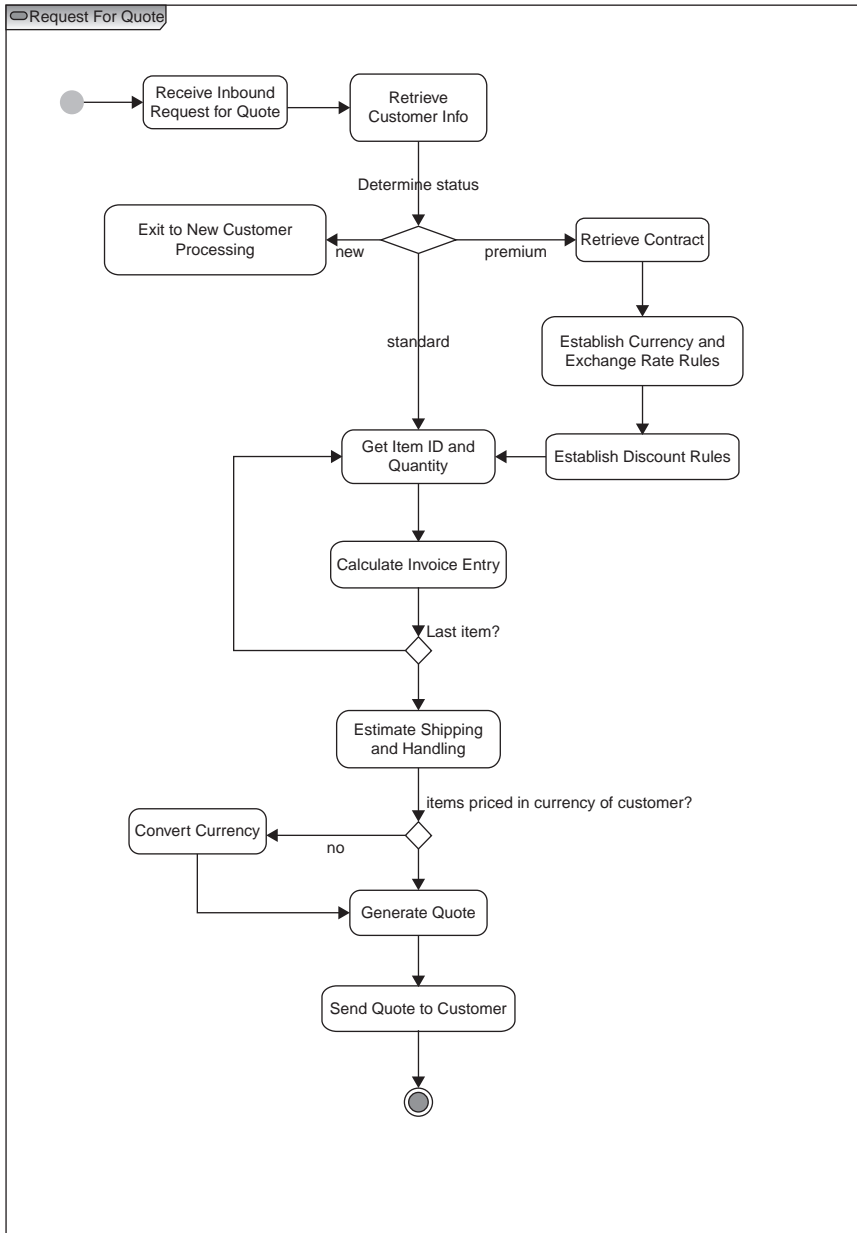 Request For Quote
Receive Inbound
Request for Quote
Retrieve
Customer Info
Determine status
Exit to New Customer
Processing
new
premium
Retrieve Contract
Establish Currency and
Exchange Rate Rules
standard
Get Item ID and
Quantity
Establish Discount Rules
Calculate Invoice Entry
Last item?
Estimate Shipping
and Handling
items priced in currency of customer?
Convert Currency
no
Generate Quote
Send Quote to Customer